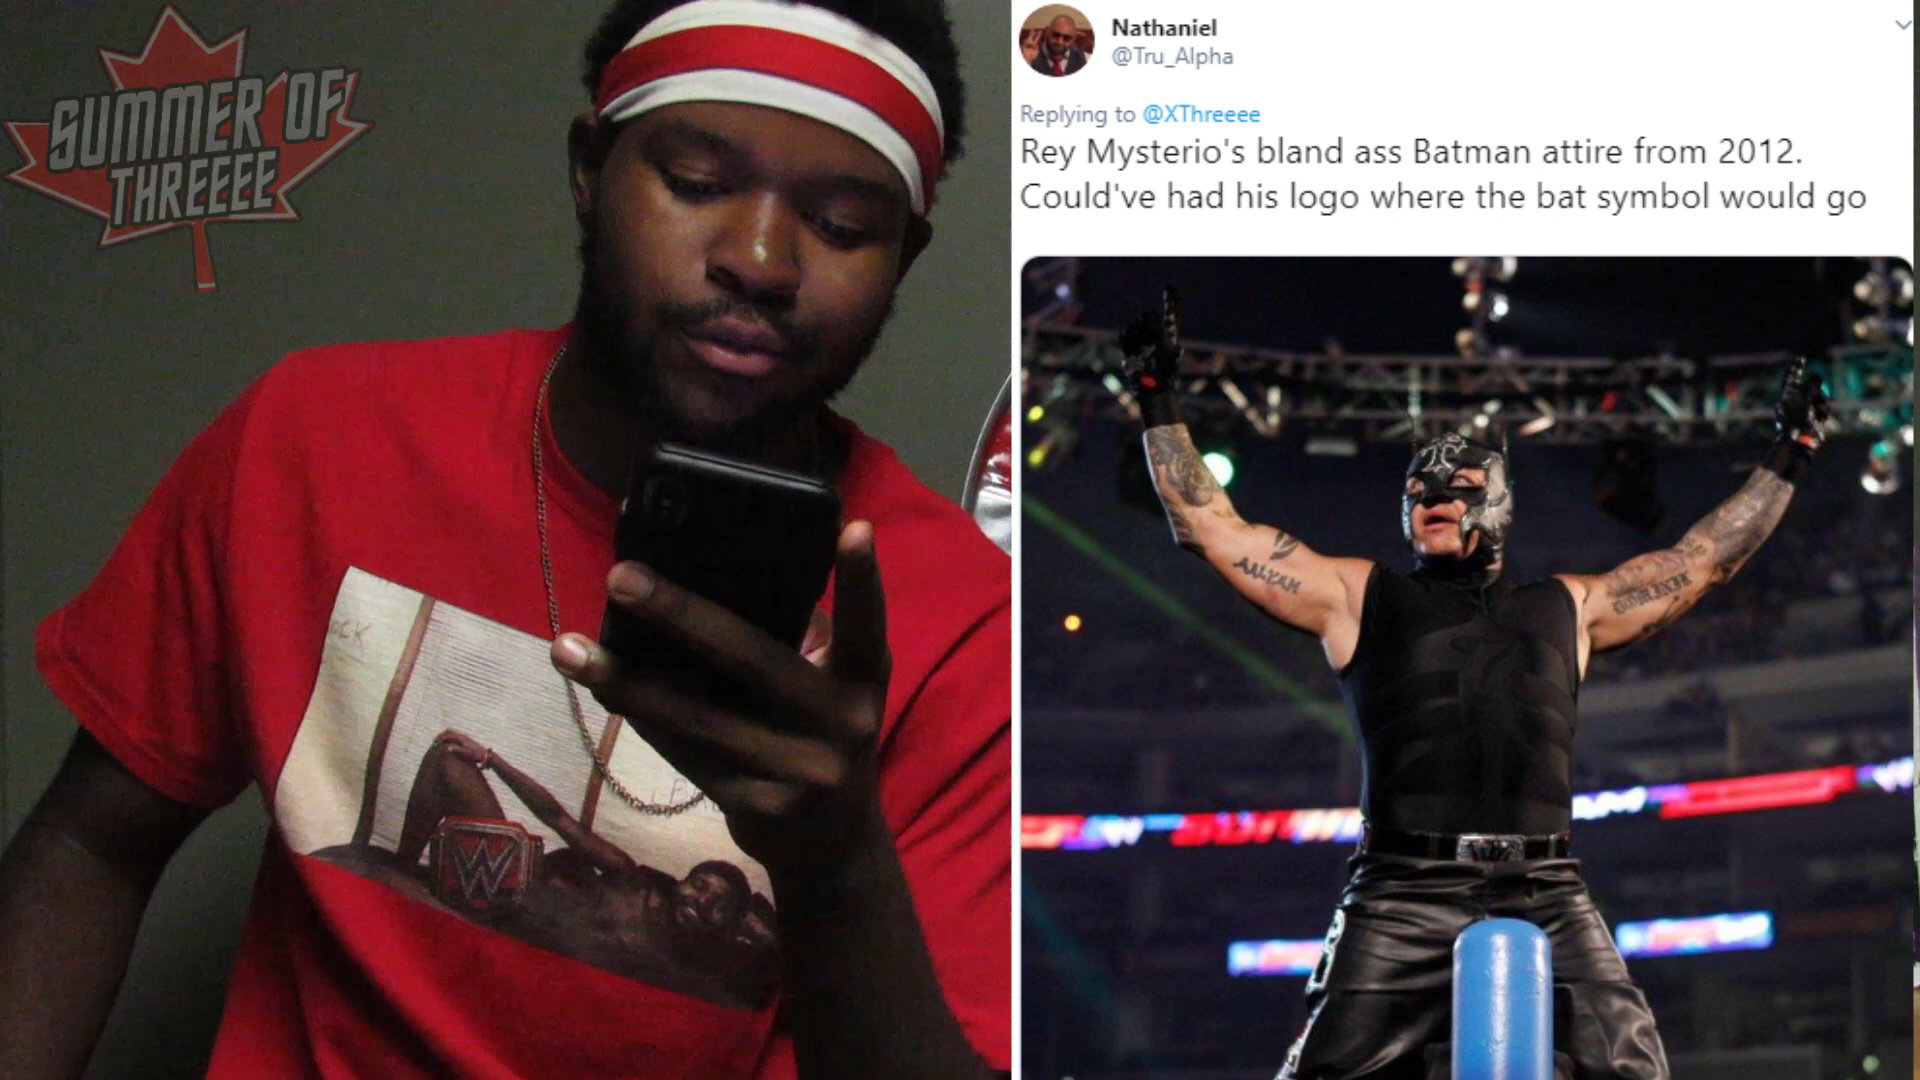 SUMMER OF
THREEEE
Nathaniel
@Tru_Alpha
Replying to @XThreeee
Rey Mysterio's bland ass Batman attire from 2012.
Could've had his logo where the bat symbol would go
AALYAH
W